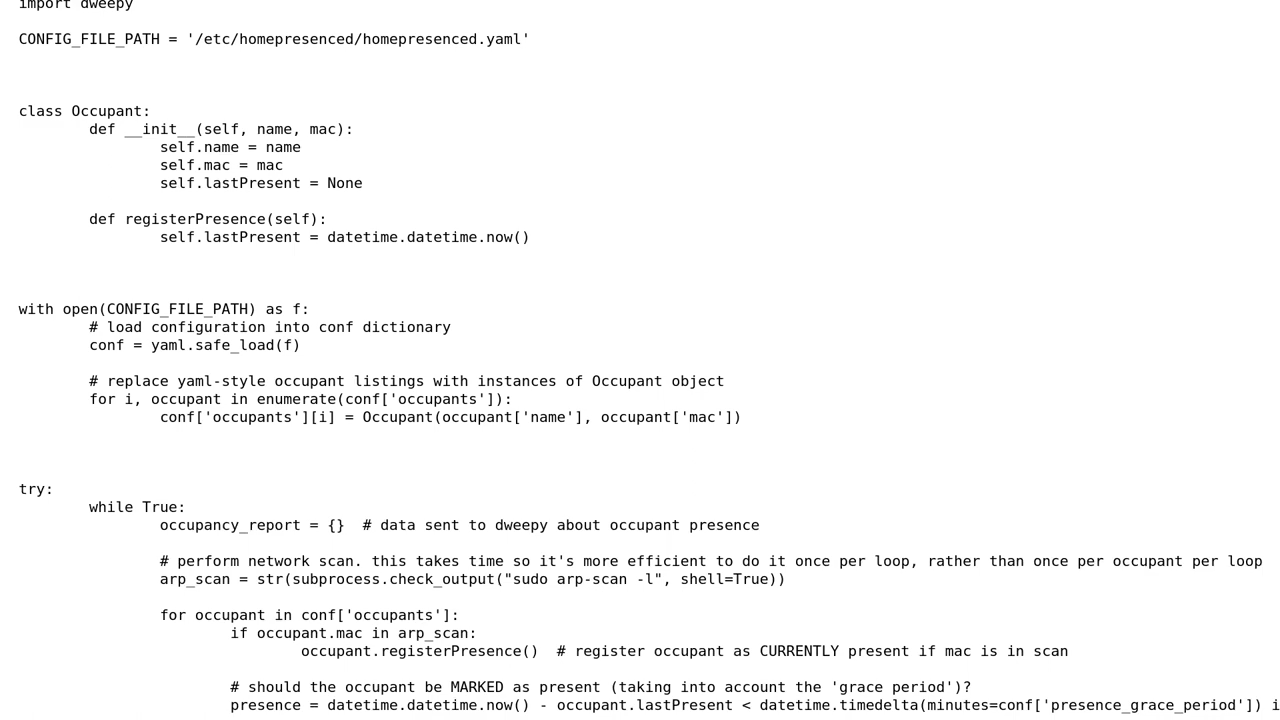 import dweepy
CONFIG_FILE_PATH = '/etc/homepresenced/homepresenced.yaml'
class Occupant:
def __init__(self, name, mac):
self.name = name
self.mac = mac
self.lastPresent = None
def registerPresence(self):
self.lastPresent = datetime.datetime.now()
with open(CONFIG_FILE_PATH) as f:
# load configuration into conf dictionary
conf = yaml.safe_load(f)
# replace yaml-style occupant listings with instances of Occupant object
for i, occupant in enumerate(conf['occupants']):
conf['occupants'][i] = Occupant(occupant['name'], occupant['mac'])
try:
while True:
occupancy_report = {}  # data sent to dweepy about occupant presence
# perform network scan. this takes time so it's more efficient to do it once per loop, rather than once per occupant per loop
arp_scan = str(subprocess.check_output("sudo arp-scan -l", shell=True))
for occupant in conf['occupants']:
if occupant.mac in arp_scan:
occupant.registerPresence()  # register occupant as CURRENTLY present if mac is in scan
# should the occupant be MARKED as present (taking into account the 'grace period')?
presence = datetime.datetime.now() - occupant.lastPresent < datetime.timedelta(minutes=conf['presence_grace_period']) i